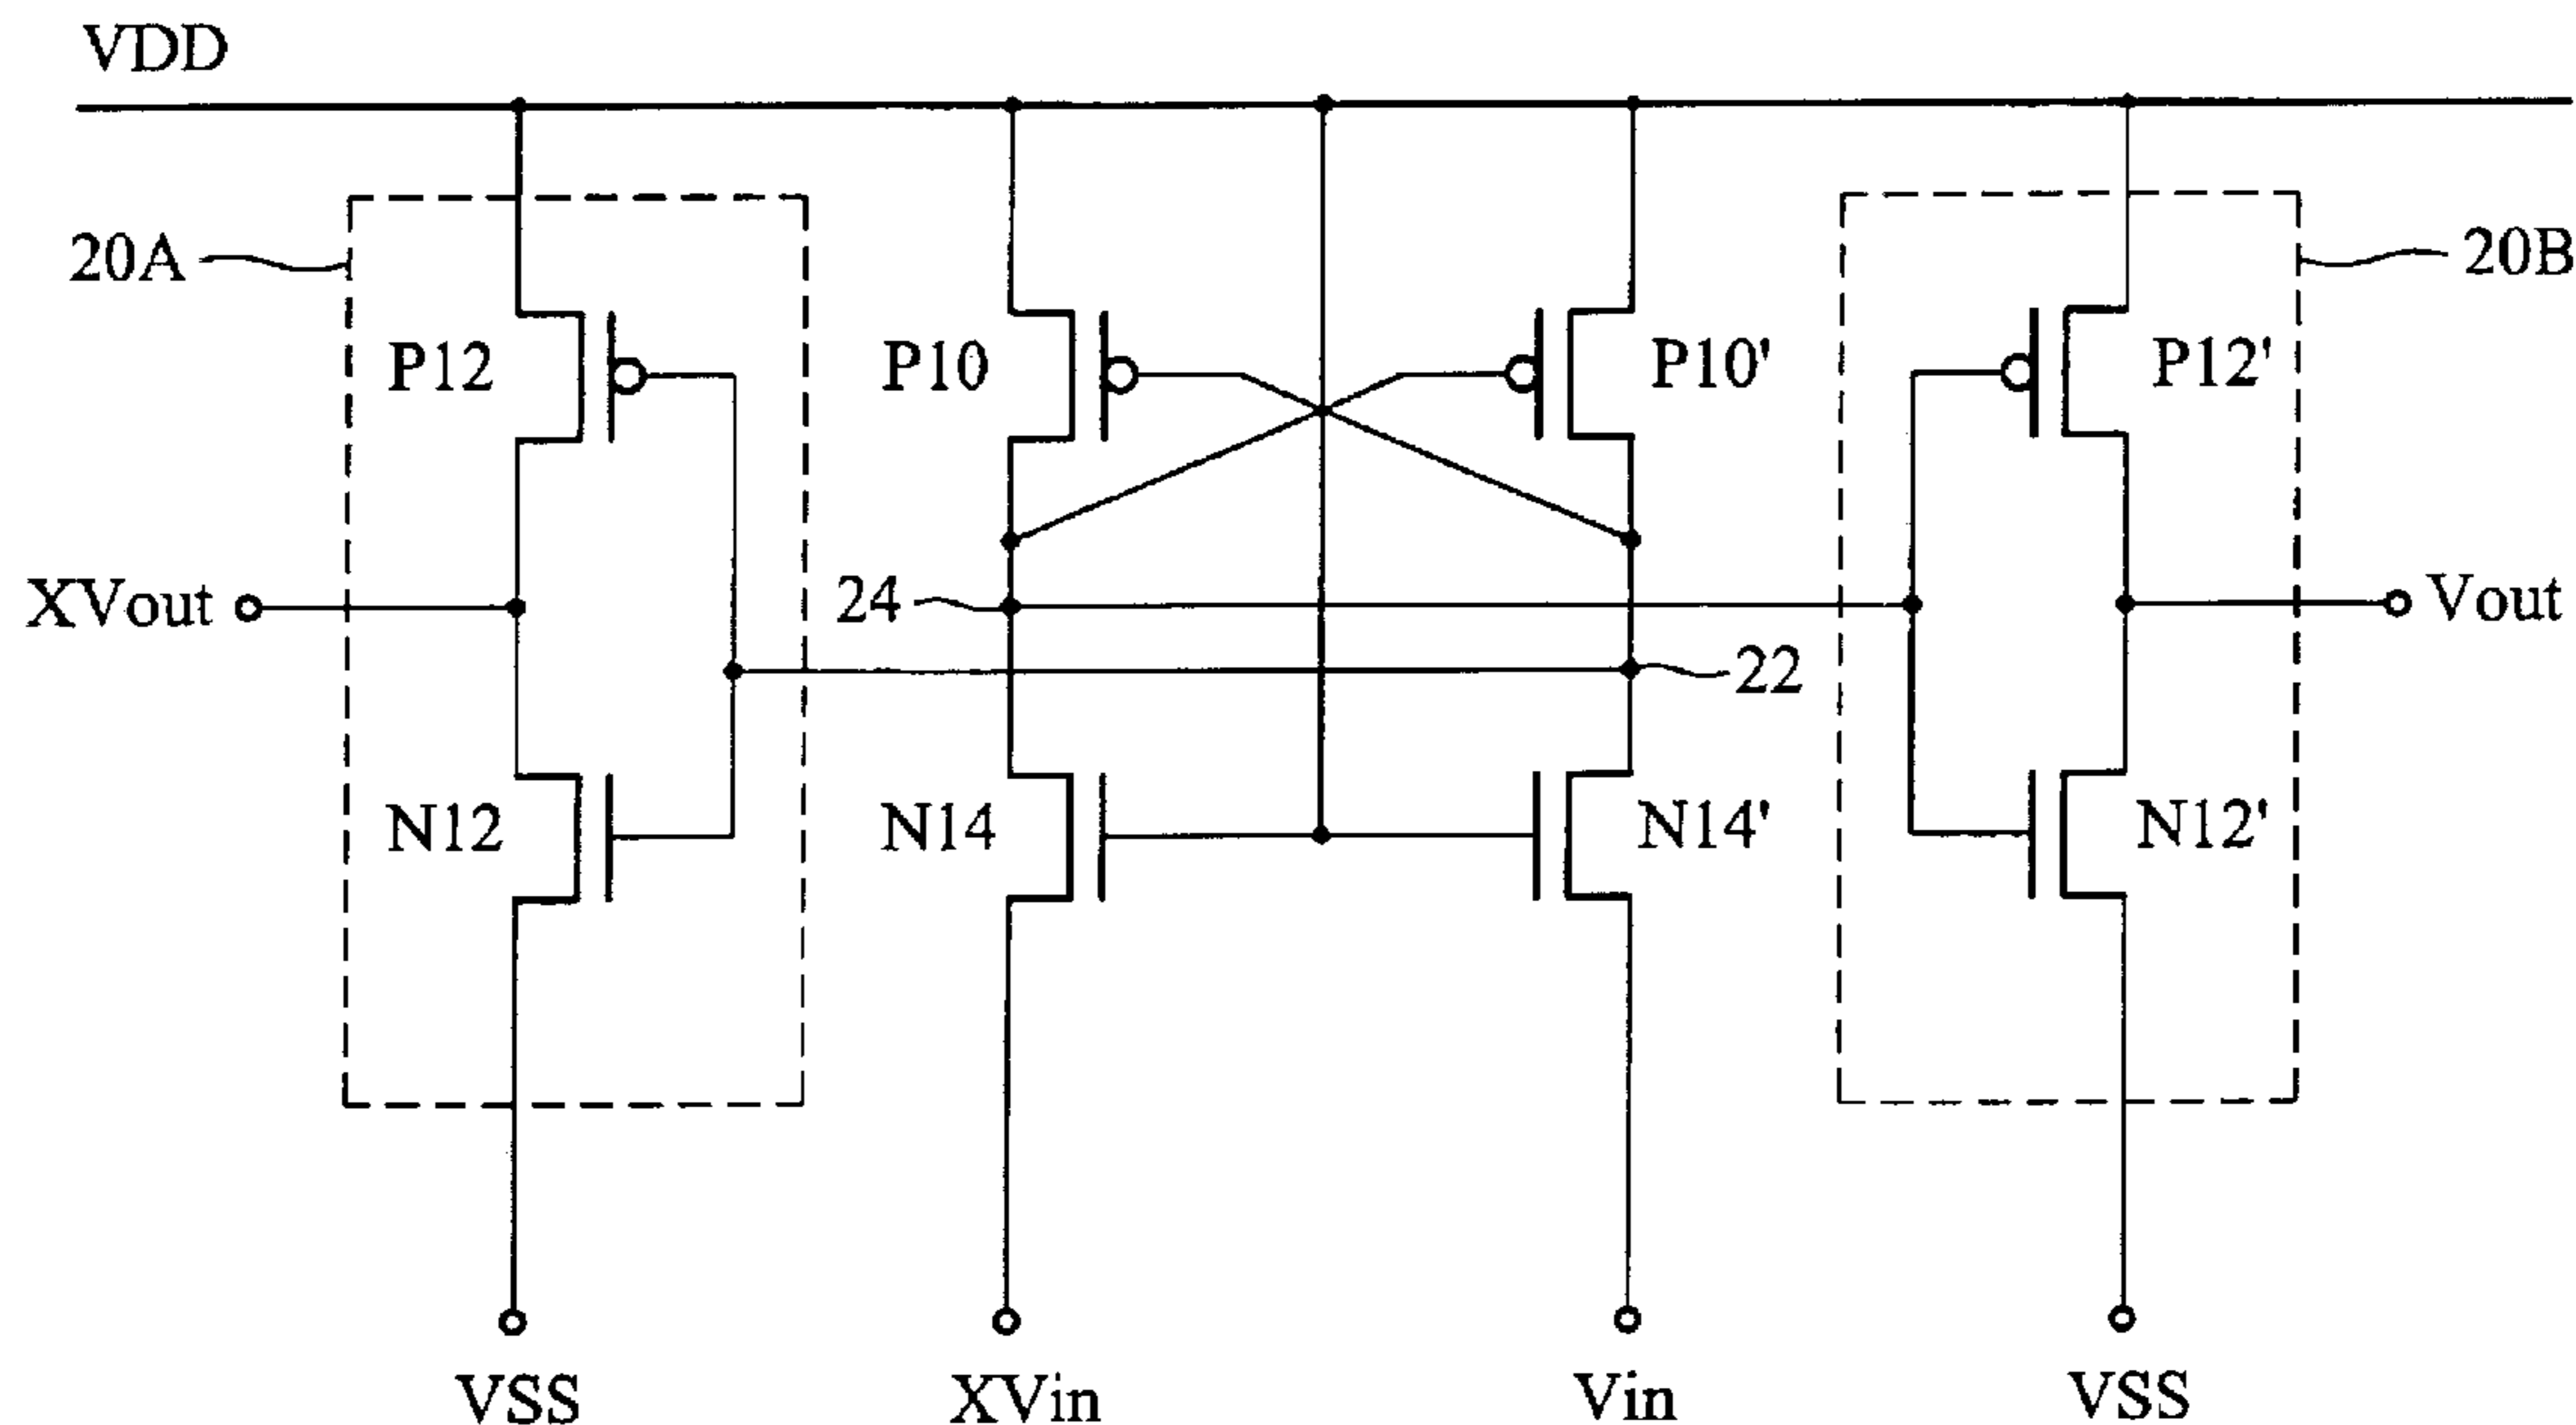 VDD
20A
20B
P12
P10
P10'
P12'
XVout
24
Vout
22
N12
N14
N14'
N12'
VSS
XVin
Vin
VSS